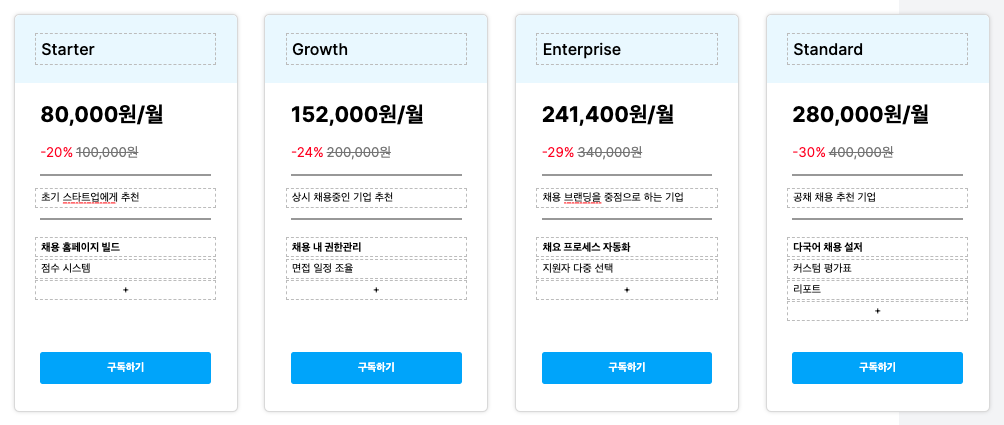 Starter
80,000원/월
-20% 100,000원
초기 스타트업에게 추천
채용 홈페이지 빌드
점수 시스템
+
구독하기
Growth
152,000원/월
-24% 200,000원
상시 채용중인 기업 추천
채용 내 권한관리
면접 일정 조율
+
구독하기
Enterprise
241,400원/월
-29% 340,000원
채용 브랜딩을 중점으로 하는 기업
채요 프로세스 자동화
지원자 다중 선택
+
구독하기
Standard
280,000원/월
-30% 400,000원
공채 채용 추천 기업
다국어 채용 설저
커스텀 평가표
리포트
+
구독하기